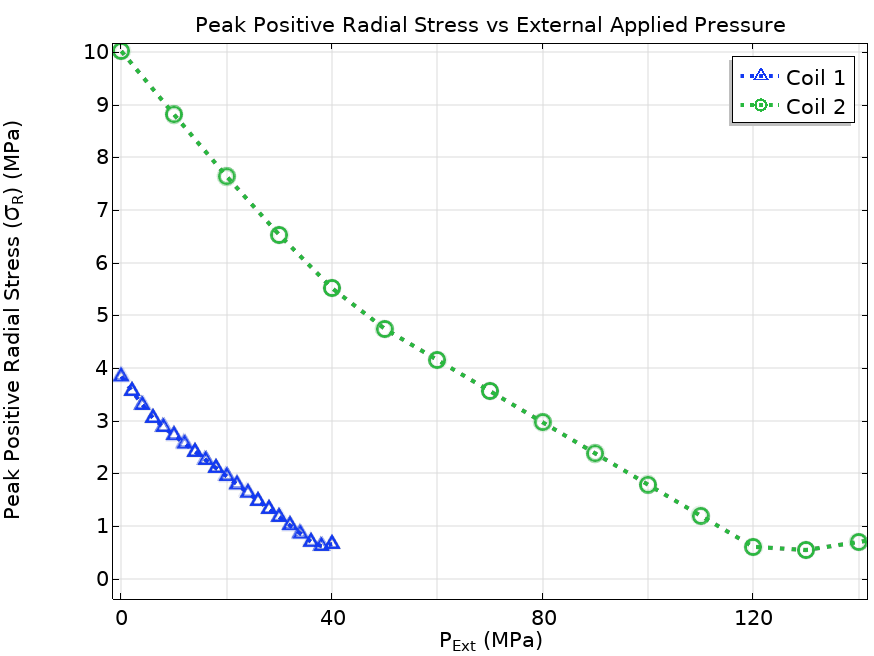 Peak Positive Radial Stress vs External Applied Pressure
Coil 1
Coil 2
Peak Positive Radial Stress (σR) (MPa)
10
9
8
7
6
5
4
3
2
1
0
0 40 80 120
PExt (MPa)